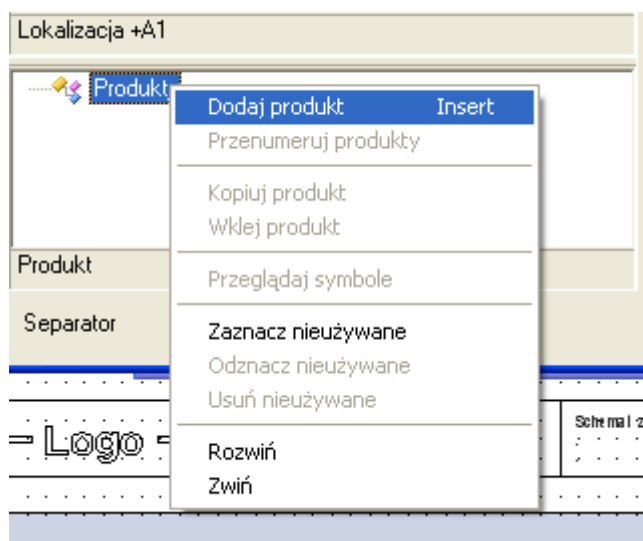 Lokalizacja +A1
Produkt
Dodaj produkt Insert
Przenumeruj produkty
Kopiuj produkt
Wklej produkt
Produkt
Przeglądaj symbole
Separator
Zaznacz nieużywane
Odznacz nieużywane
Usuń nieużywane
Logo
Schemat z
Rozwiń
Zwiń